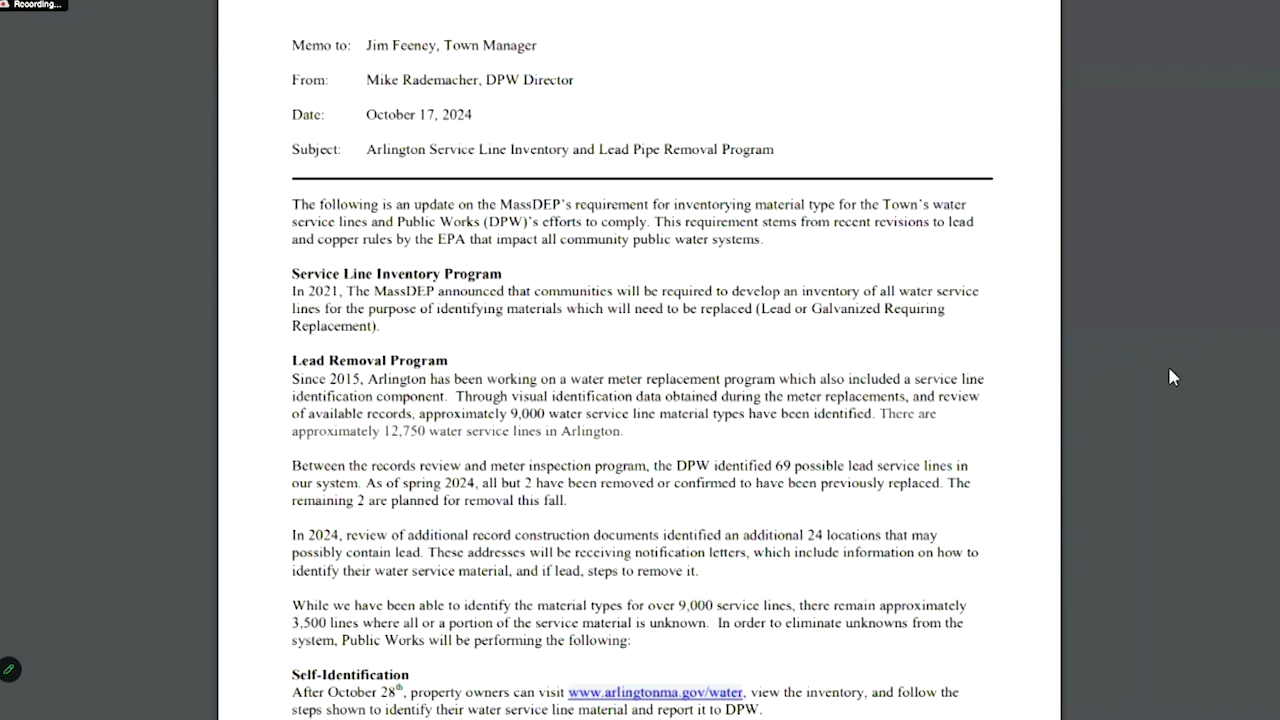 Recording...
Memo to: Jim Feeney, Town Manager
From: Mike Rademacher, DPW Director
Date: October 17, 2024
Subject: Arlington Service Line Inventory and Lead Pipe Removal Program
The following is an update on the MassDEP's requirement for inventorying material type for the Town's water
service lines and Public Works (DPW)'s efforts to comply. This requirement stems from recent revisions to lead
and copper rules by the EPA that impact all community public water systems.
Service Line Inventory Program
In 2021, The MassDEP announced that communities will be required to develop an inventory of all water service
lines for the purpose of identifying materials which will need to be replaced (Lead or Galvanized Requiring
Replacement).
Lead Removal Program
Since 2015, Arlington has been working on a water meter replacement program which also included a service line
identification component. Through visual identification data obtained during the meter replacements, and review
of available records, approximately 9,000 water service line material types have been identified. There are
approximately 12,750 water service lines in Arlington.
Between the records review and meter inspection program, the DPW identified 69 possible lead service lines in
our system. As of spring 2024, all but 2 have been removed or confirmed to have been previously replaced. The
remaining 2 are planned for removal this fall.
In 2024, review of additional record construction documents identified an additional 24 locations that may
possibly contain lead. These addresses will be receiving notification letters, which include information on how to
identify their water service material, and if lead, steps to remove it.
While we have been able to identify the material types for over 9,000 service lines, there remain approximately
3,500 lines where all or a portion of the service material is unknown. In order to eliminate unknowns from the
system, Public Works will be performing the following:
Self-Identification
After October 28th, property owners can visit www.arlingtonma.gov/water, view the inventory, and follow the
steps shown to identify their water service line material and report it to DPW.